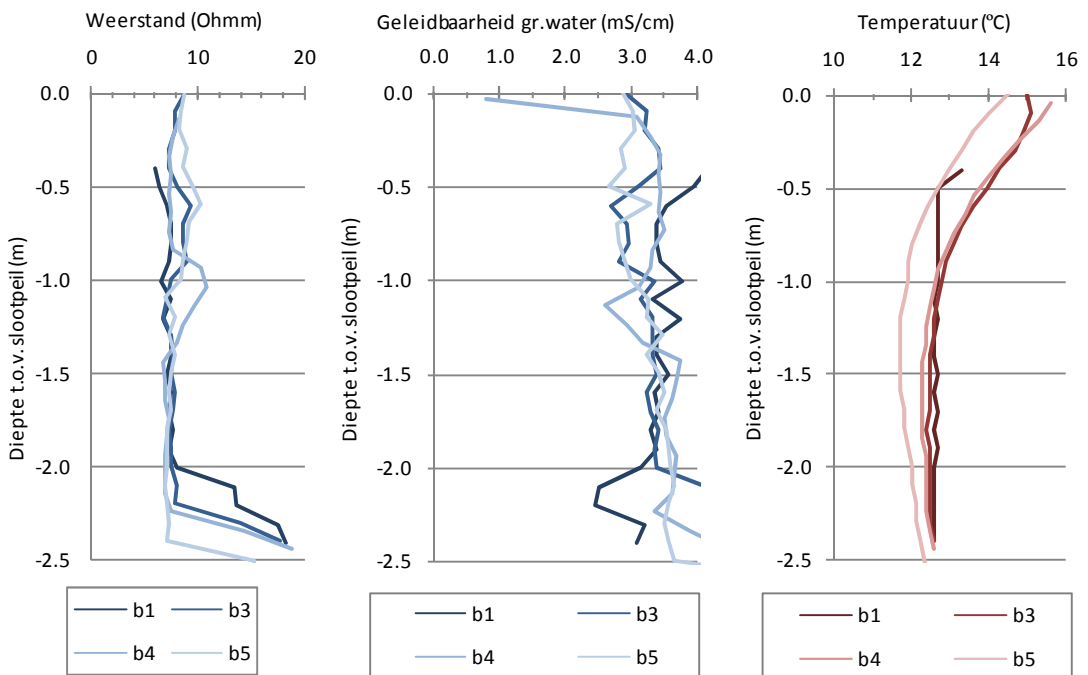 Weerstand (Ohmm)
0 10 20
0.0
-0.5
-1.0
-1.5
-2.0
-2.5
Diepte t.o.v. slootpeil (m)
b1 b3
b4 b5
Geleidbaarheid gr.water (mS/cm)
0.0 1.0 2.0 3.0 4.0
0.0
-0.5
-1.0
-1.5
-2.0
-2.5
Diepte t.o.v. slootpeil (m)
b1 b3
b4 b5
Temperatuur (°C)
10 12 14 16
0.0
-0.5
-1.0
-1.5
-2.0
-2.5
Diepte t.o.v. slootpeil (m)
b1 b3
b4 b5